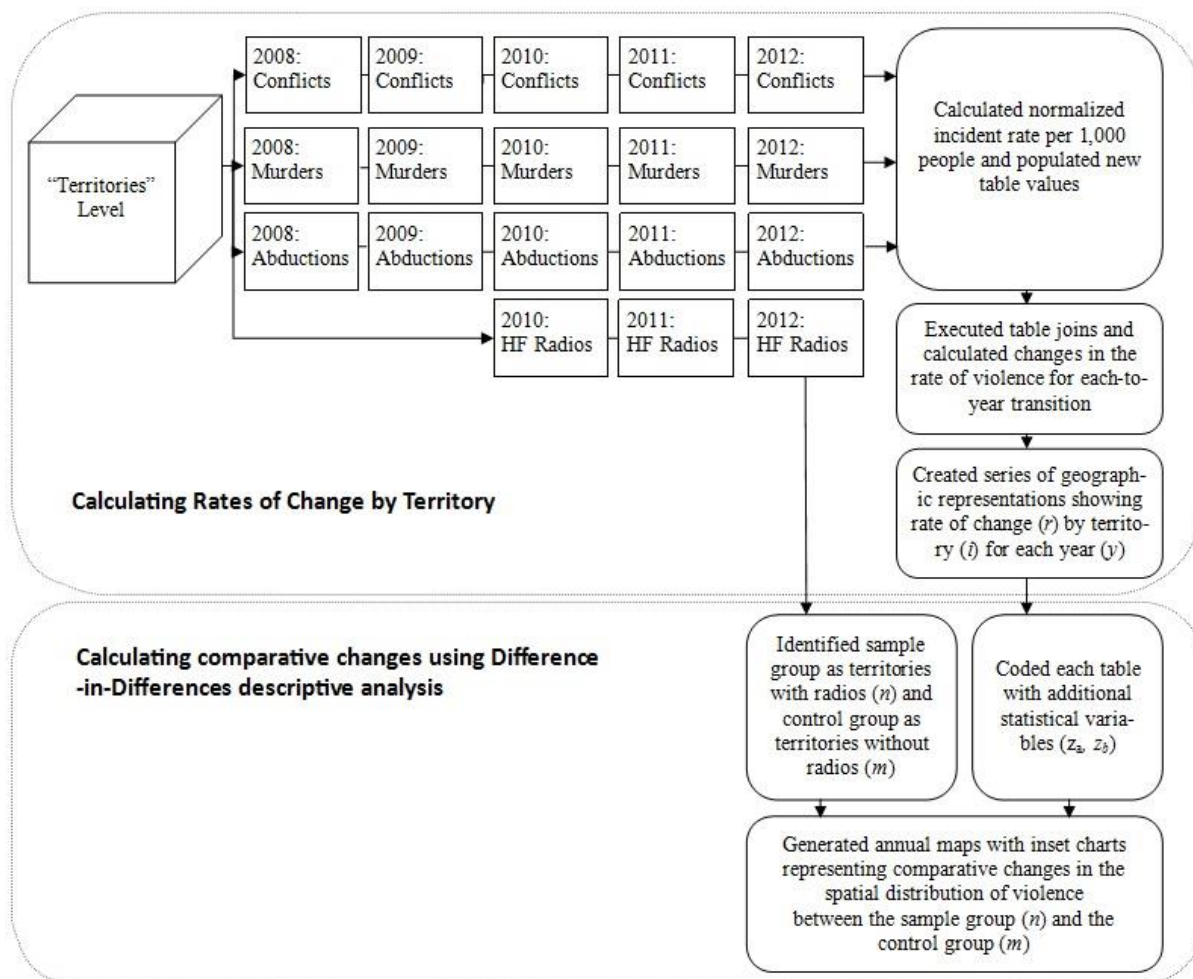 2008:
Conflicts
2009:
Conflicts
2010:
Conflicts
2011:
Conflicts
2012:
Conflicts
“Territories”
Level
2008:
Murders
2009:
Murders
2010:
Murders
2011:
Murders
2012:
Murders
2008:
Abductions
2009:
Abductions
2010:
Abductions
2011:
Abductions
2012:
Abductions
2010:
HF Radios
2011:
HF Radios
2012:
HF Radios
Calculated normalized
incident rate per 1,000
people and populated new
table values
Executed table joins and
calculated changes in the
rate of violence for each-to-
year transition
Created series of geograph-
ic representations showing
rate of change (r) by territo-
ry (i) for each year (y)
Calculating Rates of Change by Territory
Calculating comparative changes using Difference
-in-Differences descriptive analysis
Identified sample
group as territories
with radios (n) and
control group as
territories without
radios (m)
Coded each table
with additional
statistical varia-
bles (zₐ, z_b)
Generated annual maps with inset charts
representing comparative changes in the
spatial distribution of violence
between the sample group (n) and the
control group (m)